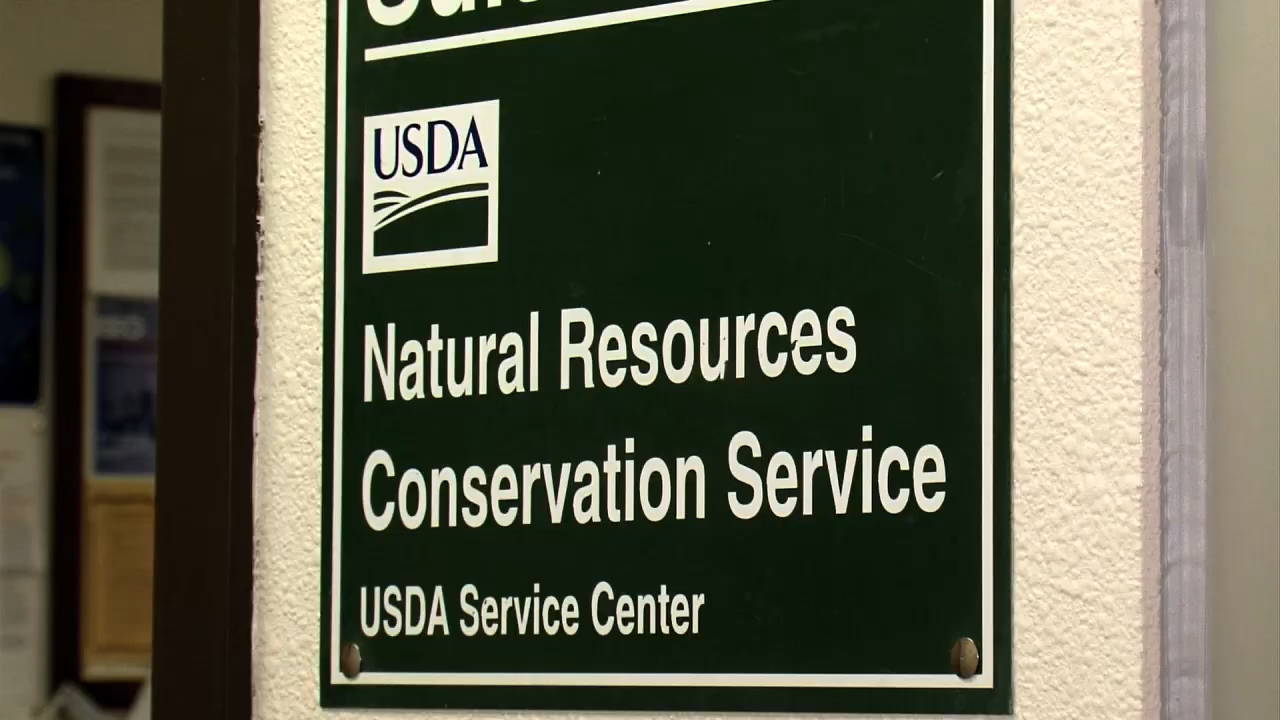 USDA
Natural Resources
Conservation Service
USDA Service Center